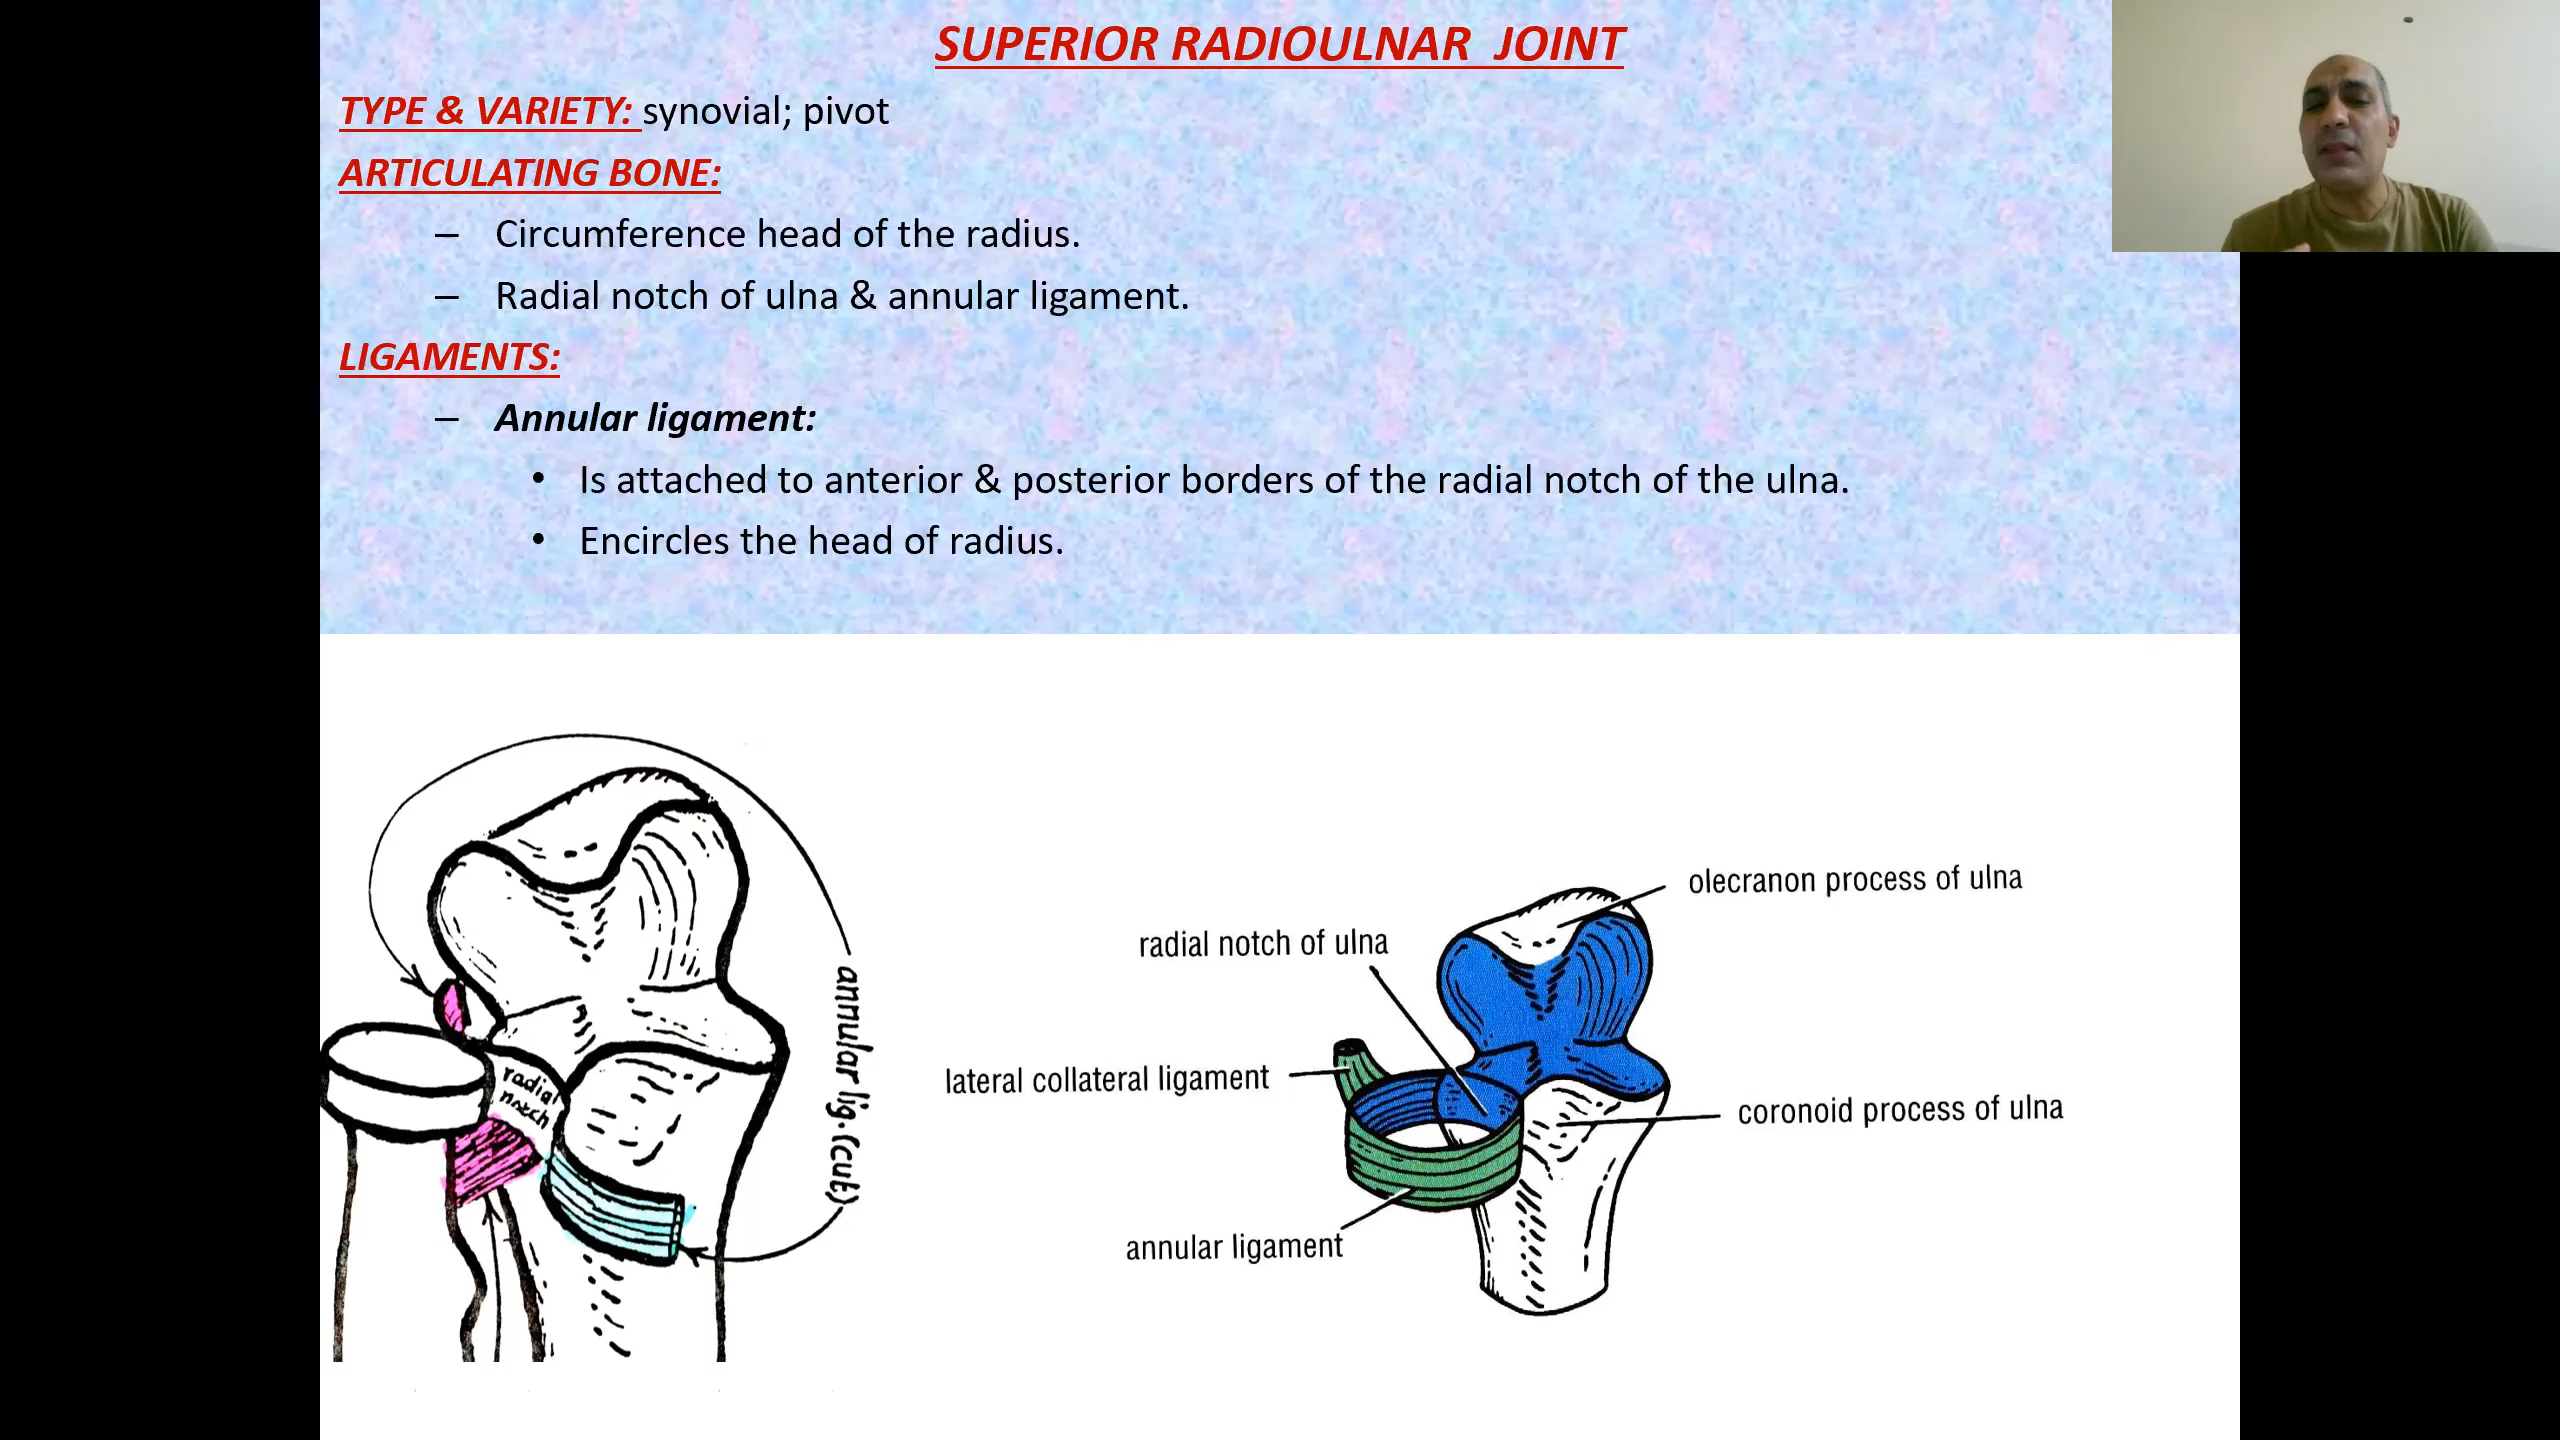 SUPERIOR RADIOULNAR JOINT
TYPE & VARIETY: synovial; pivot
ARTICULATING BONE:
– Circumference head of the radius.
– Radial notch of ulna & annular ligament.
LIGAMENTS:
– Annular ligament:
• Is attached to anterior & posterior borders of the radial notch of the ulna.
• Encircles the head of radius.
annular lig. (cut)
radial
notch
olecranon process of ulna
radial notch of ulna
lateral collateral ligament
coronoid process of ulna
annular ligament